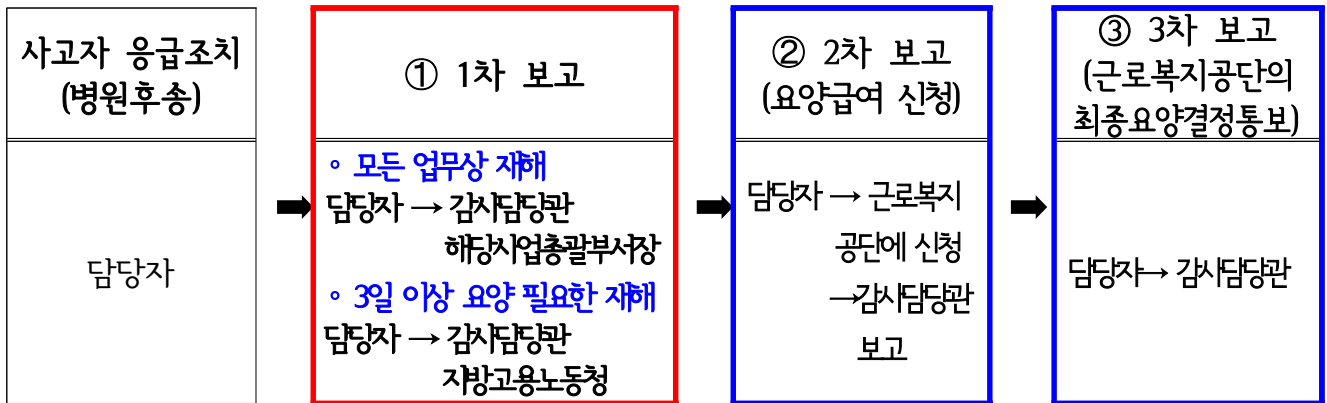 사고자 응급조치
(병원후송)
담당자
① 1차 보고
◦ 모든 업무상 재해
담당자 → 감사담당관
해당사업총괄부서장
◦ 3일 이상 요양 필요한 재해
담당자 → 감사담당관
지방고용노동청
② 2차 보고
(요양급여 신청)
담당자 → 근로복지
공단에 신청
→감사담당관
보고
③ 3차 보고
(근로복지공단의
최종요양결정통보)
담당자→ 감사담당관